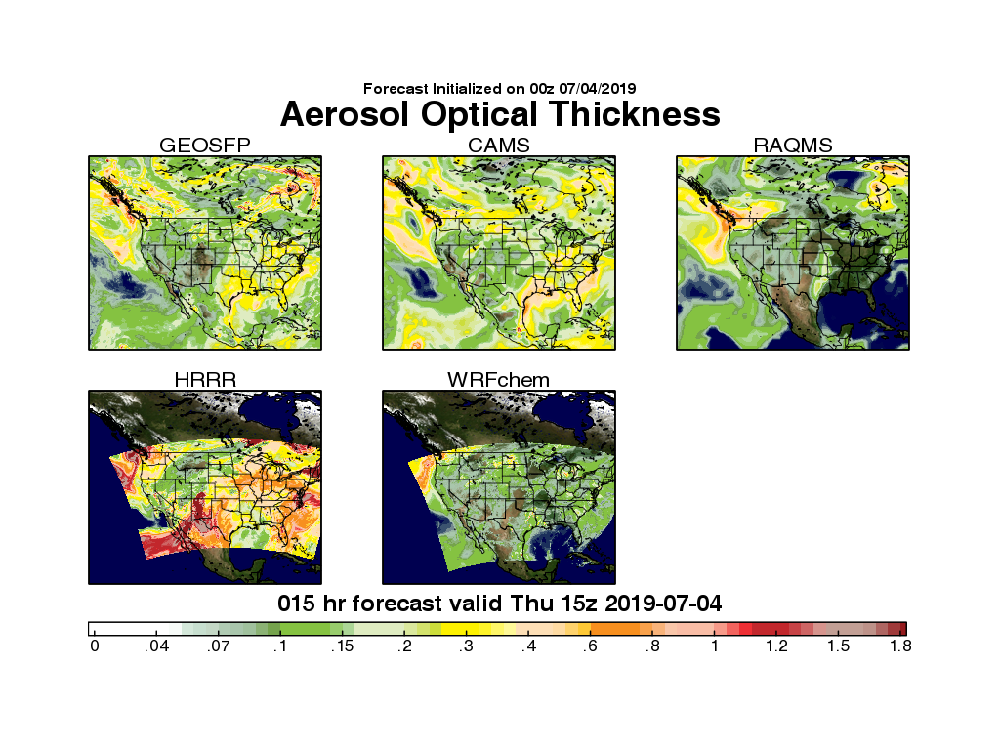 Forecast Initialized on 00z 07/04/2019
Aerosol Optical Thickness
GEOSFP CAMS RAQMS
HRRR WRFchem
015 hr forecast valid Thu 15z 2019-07-04
0 .04 .07 .1 .15 .2 .3 .4 .6 .8 1 1.2 1.5 1.8